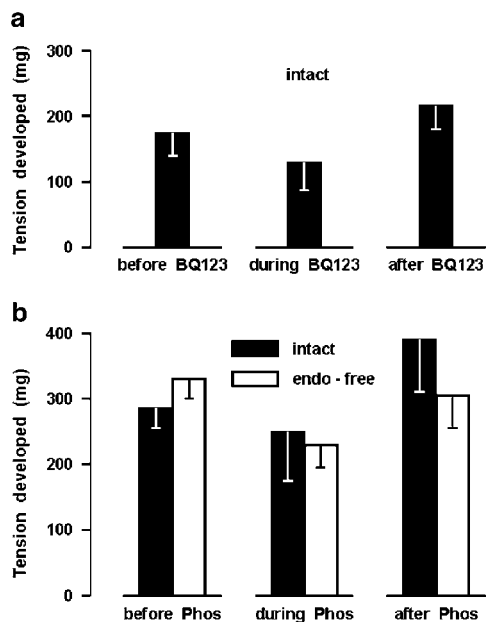 a
Tension developed (mg)
300
200
100
0
intact
before BQ123 during BQ123 after BQ123
b
Tension developed (mg)
400
300
200
100
0
intact
endo - free
before Phos during Phos after Phos